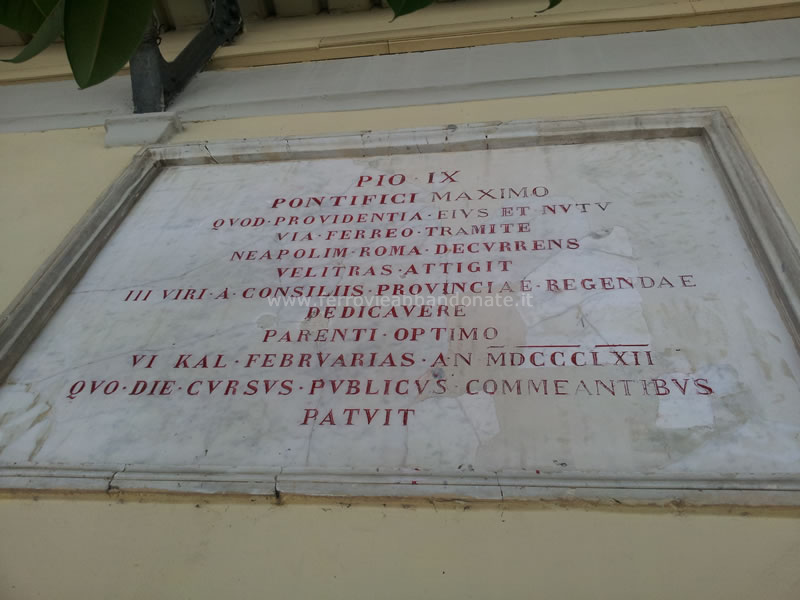 PIO · IX
PONTIFICI MAXIMO
QVOD · PROVIDENTIA · EIVS ET NVTV
VIA · FERREO · TRAMITE
NEAPOLIM · ROMA · DECVRRENS
VELITRAS · ATTIGIT
III VIRI · A · CONSILIIS · PROVINCIAE · REGENDAE
www.ferrovieabbandonate.it
DEDICAVERE
PARENTI · OPTIMO
VI KAL · FEBRVARIAS · AN MDCCCLXII
QVO · DIE · CVRSVS · PVBLICVS · COMMEANTIBVS
PATVIT